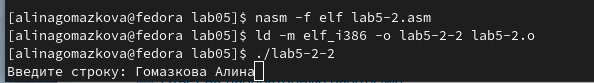 [alinagomazkova@fedora lab05]$ nasm -f elf lab5-2.asm
[alinagomazkova@fedora lab05]$ ld -m elf_i386 -o lab5-2-2 lab5-2.o
[alinagomazkova@fedora lab05]$ ./lab5-2-2
Введите строку: Гомазкова Алина